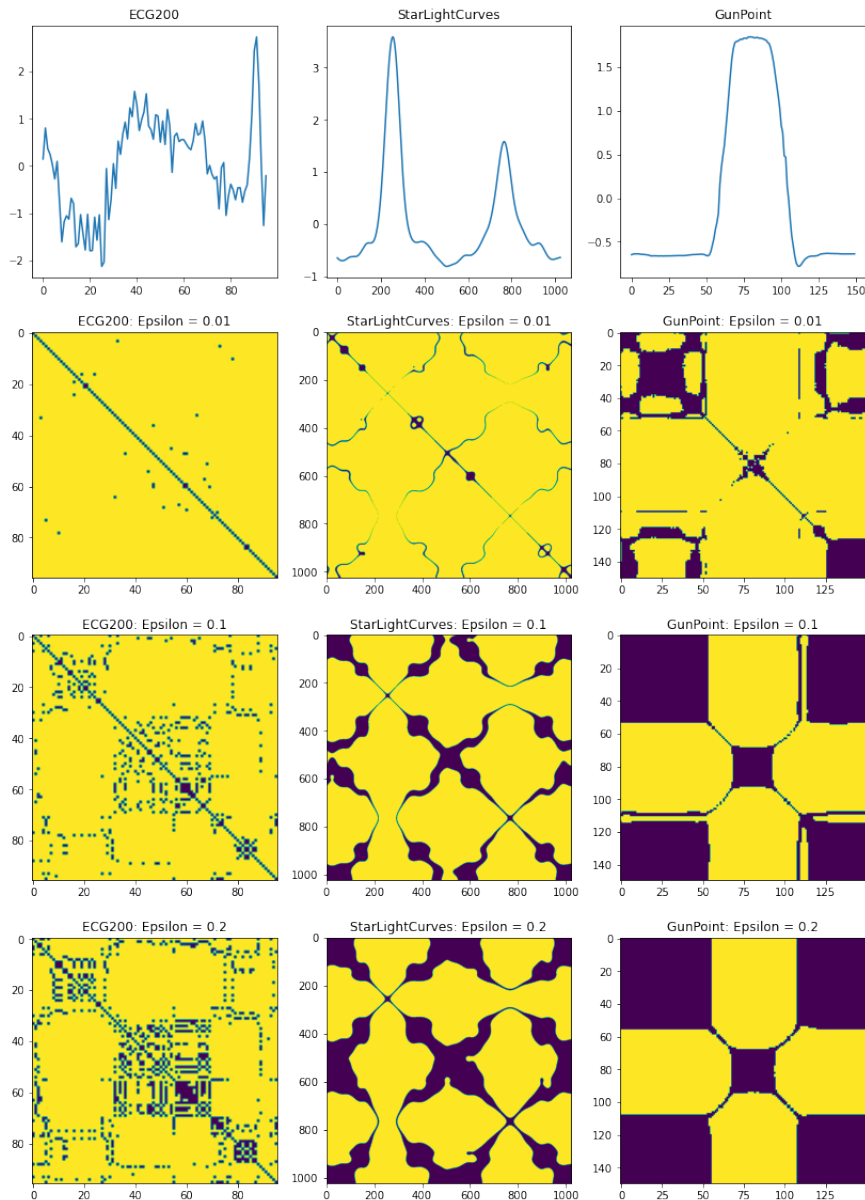 ECG200 StarLightCurves GunPoint
2 1 0 −1 −2
0 20 40 60 80
3 2 1 0 −1
0 200 400 600 800 1000
1.5 1.0 0.5 0.0 −0.5
0 25 50 75 100 125 150
ECG200: Epsilon = 0.01 StarLightCurves: Epsilon = 0.01 GunPoint: Epsilon = 0.01
0 20 40 60 80
0 20 40 60 80
0 200 400 600 800 1000
0 200 400 600 800 1000
0 20 40 60 80 100 120 140
0 25 50 75 100 125
ECG200: Epsilon = 0.1 StarLightCurves: Epsilon = 0.1 GunPoint: Epsilon = 0.1
0 20 40 60 80
0 20 40 60 80
0 200 400 600 800 1000
0 200 400 600 800 1000
0 20 40 60 80 100 120 140
0 25 50 75 100 125
ECG200: Epsilon = 0.2 StarLightCurves: Epsilon = 0.2 GunPoint: Epsilon = 0.2
0 20 40 60 80
0 20 40 60 80
0 200 400 600 800 1000
0 200 400 600 800 1000
0 20 40 60 80 100 120 140
0 25 50 75 100 125